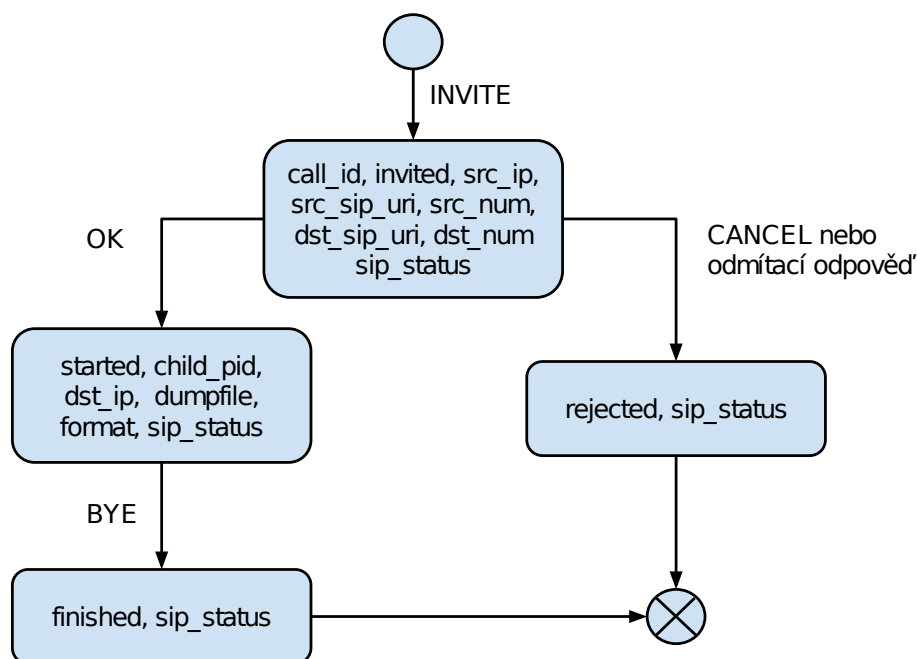 INVITE
call_id, invited, src_ip,
src_sip_uri, src_num,
dst_sip_uri, dst_num
sip_status
OK
CANCEL nebo
odmítací odpověď
started, child_pid,
dst_ip, dumpfile,
format, sip_status
rejected, sip_status
BYE
finished, sip_status